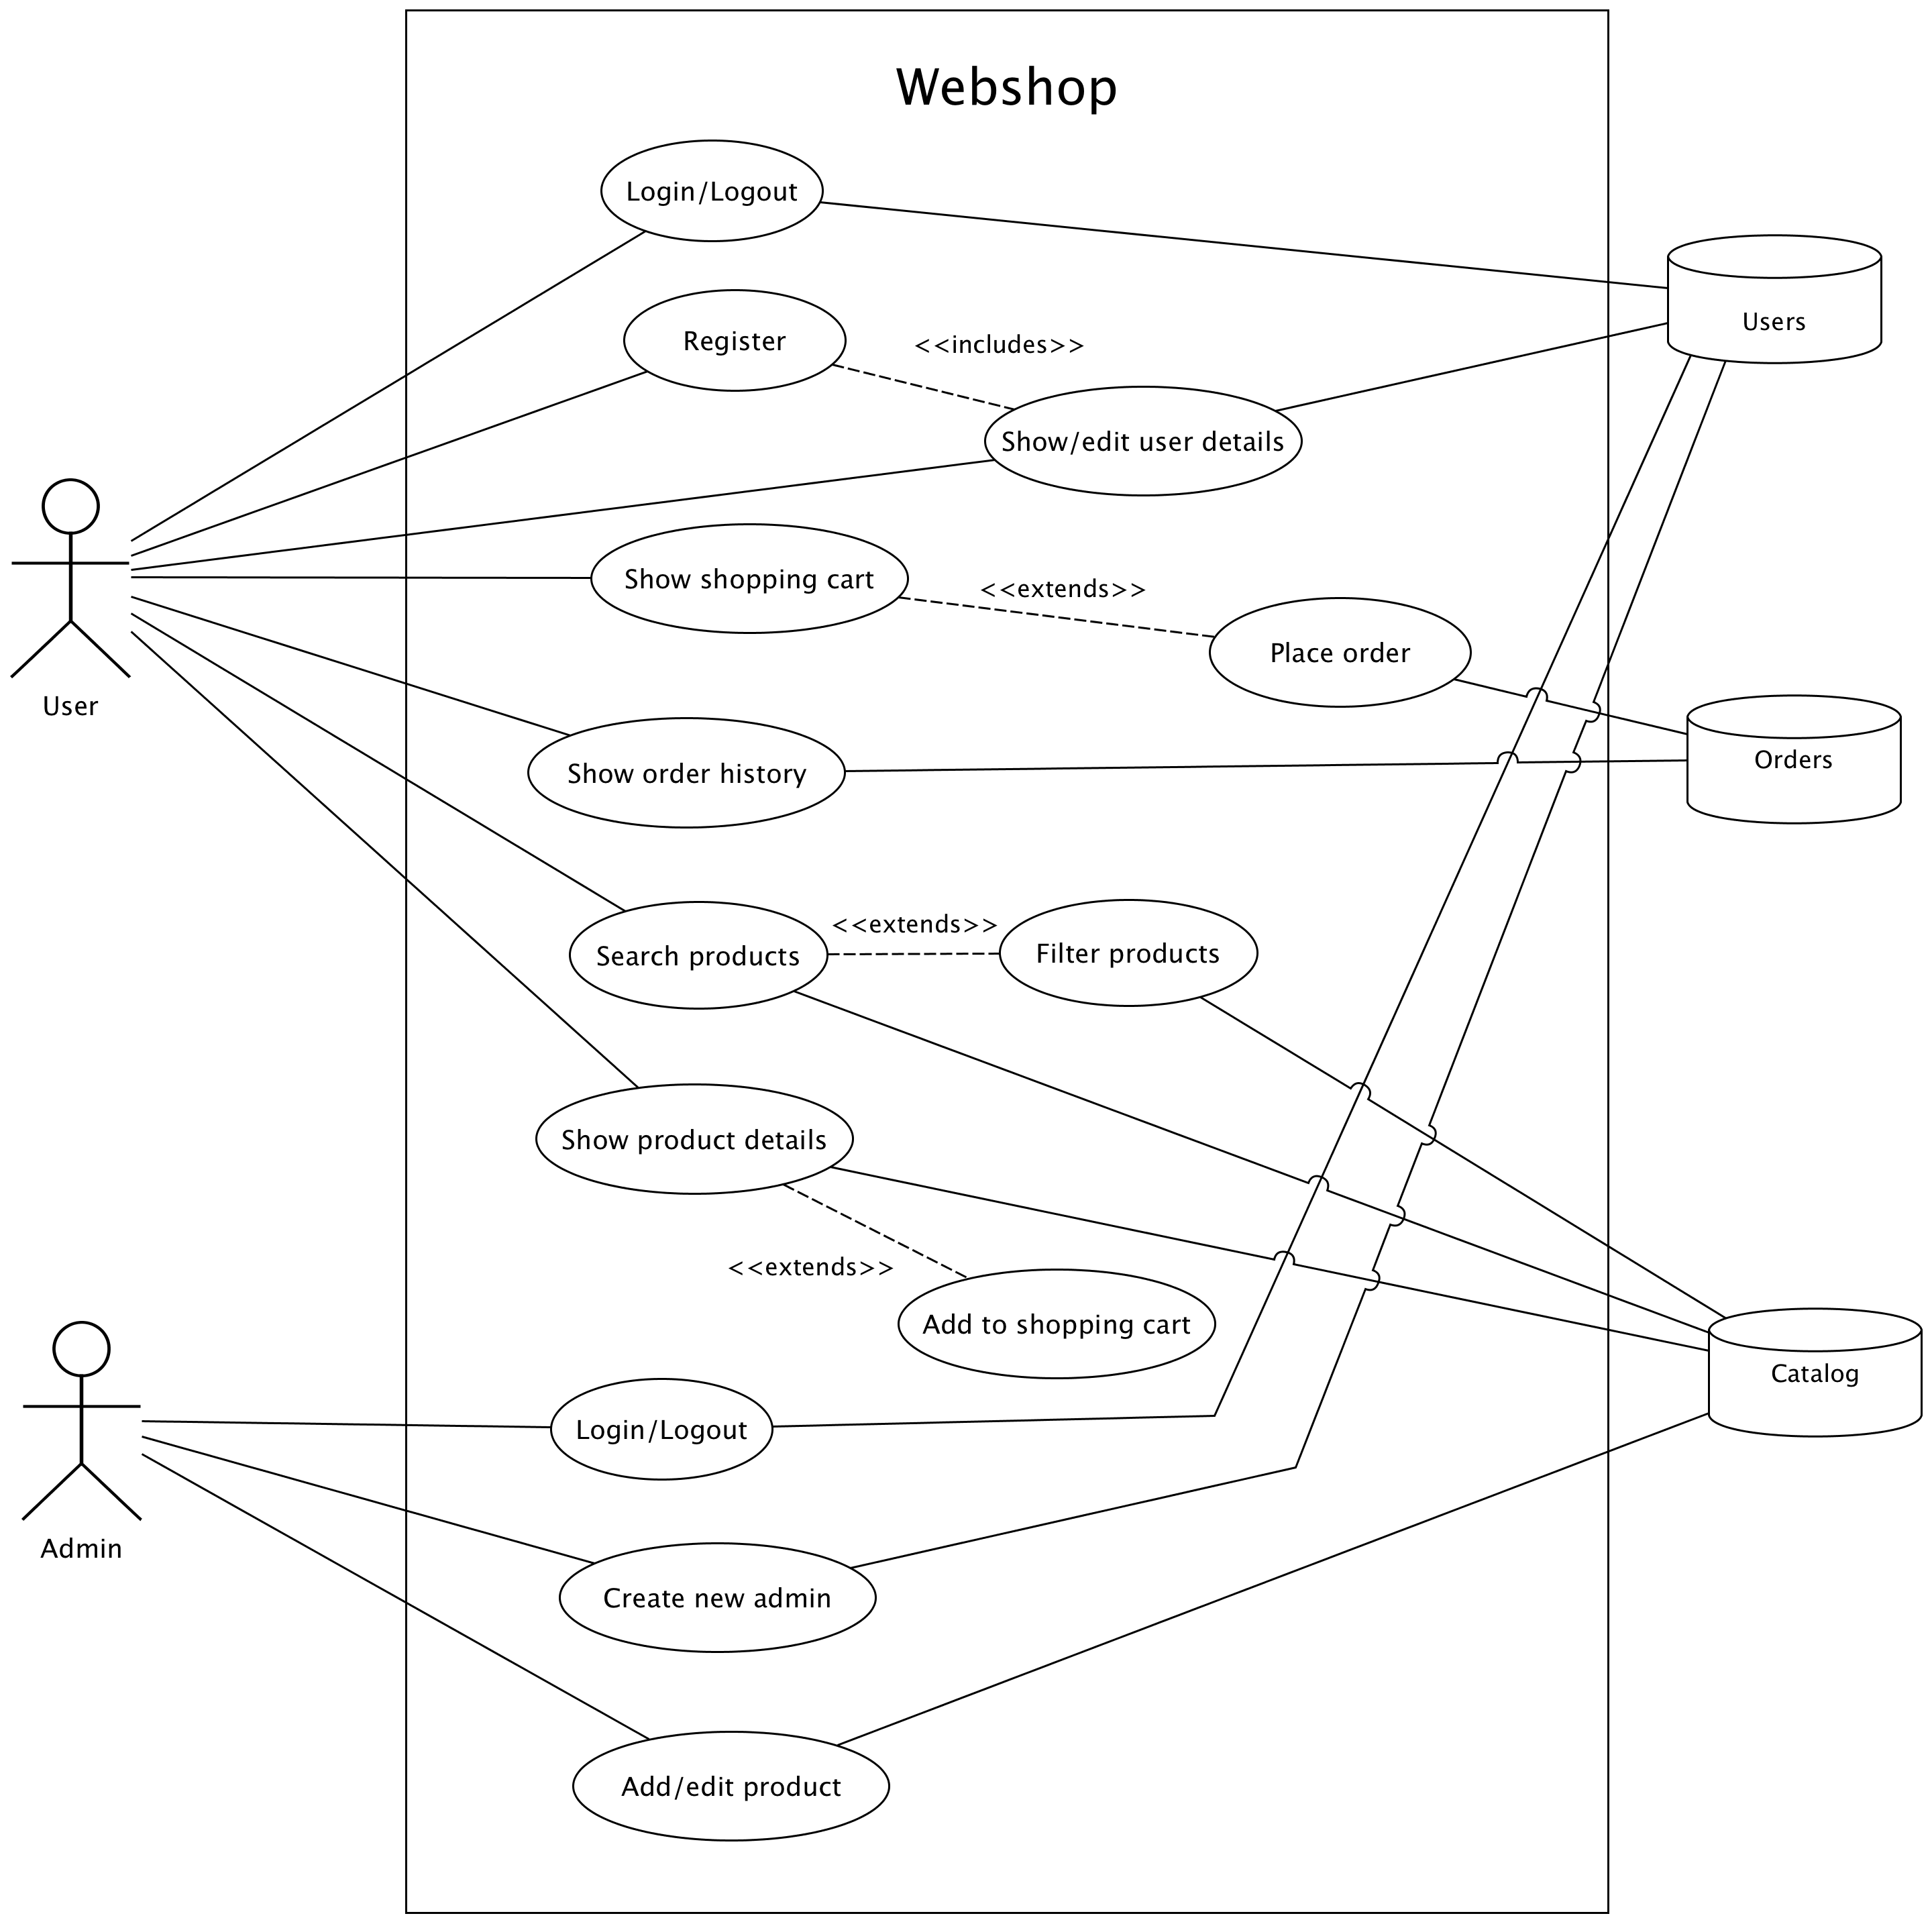 Webshop
Login/Logout
Register
<<includes>>
Users
Show/edit user details
Show shopping cart
<<extends>>
Place order
User
Show order history
Orders
Search products
<<extends>>
Filter products
Show product details
<<extends>>
Add to shopping cart
Catalog
Login/Logout
Admin
Create new admin
Add/edit product